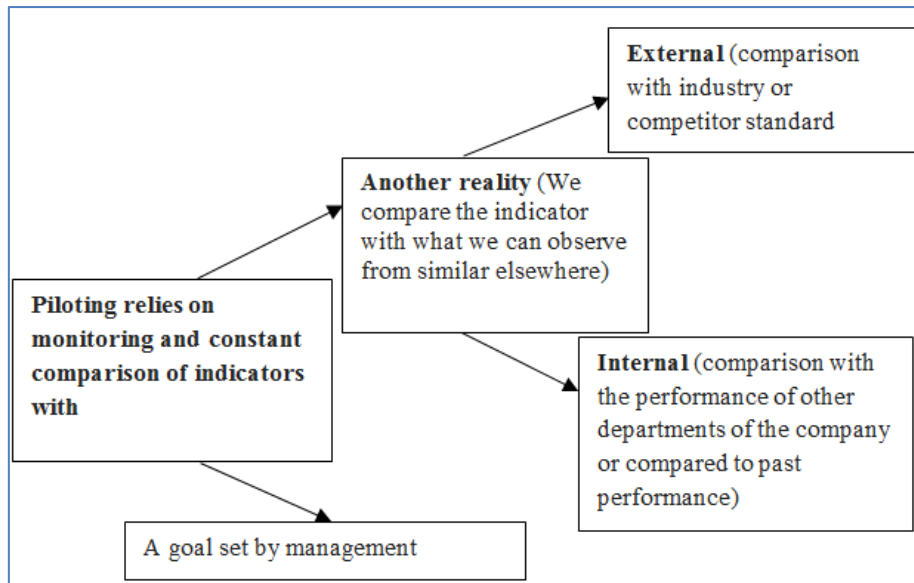 External (comparison
with industry or
competitor standard
Another reality (We
compare the indicator
with what we can observe
from similar elsewhere)
Piloting relies on
monitoring and constant
comparison of indicators
with
Internal (comparison with
the performance of other
departments of the company
or compared to past
performance)
A goal set by management